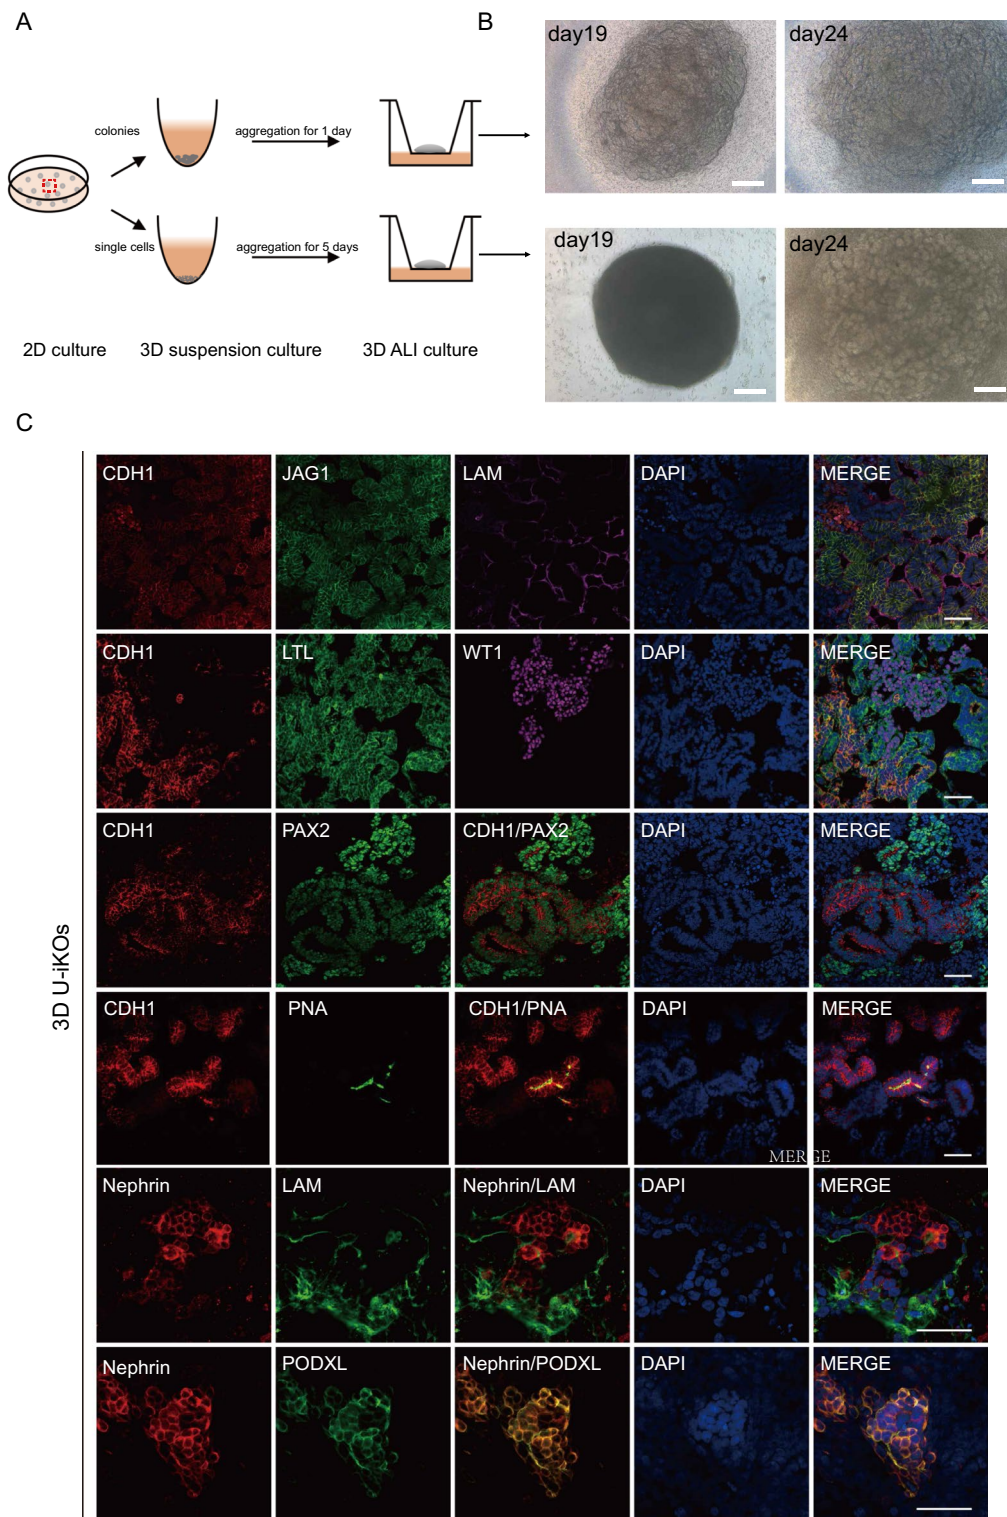 A
B
day19
day24
colonies
aggregation for 1 day
single cells
aggregation for 5 days
day19
day24
2D culture
3D suspension culture
3D ALI culture
C
3D U-iKOs
CDH1
JAG1
LAM
DAPI
MERGE
CDH1
LTL
WT1
DAPI
MERGE
CDH1
PAX2
CDH1/PAX2
DAPI
MERGE
CDH1
PNA
CDH1/PNA
DAPI
MERGE
MERGE
Nephrin
LAM
Nephrin/LAM
DAPI
MERGE
Nephrin
PODXL
Nephrin/PODXL
DAPI
MERGE